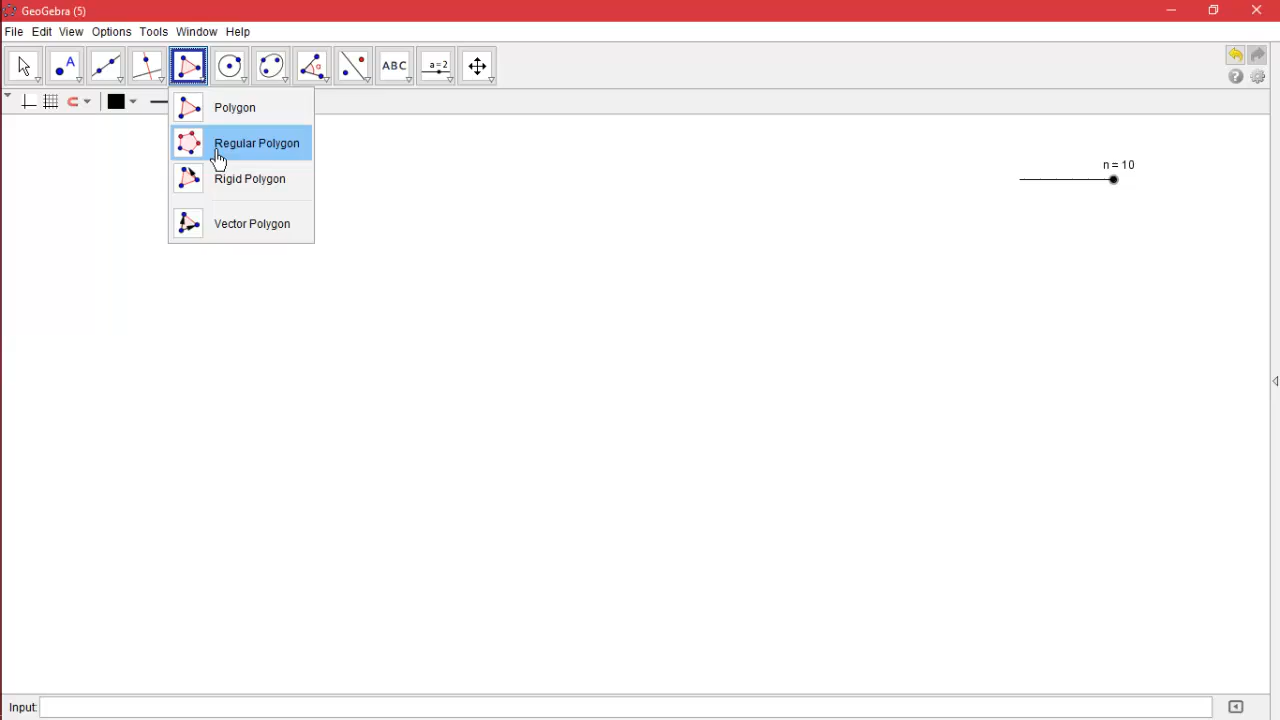 GeoGebra (5)
File Edit View Options Tools Window Help
A
ABC
a=2
α
Polygon
Regular Polygon
Rigid Polygon
Vector Polygon
n = 10
Input: